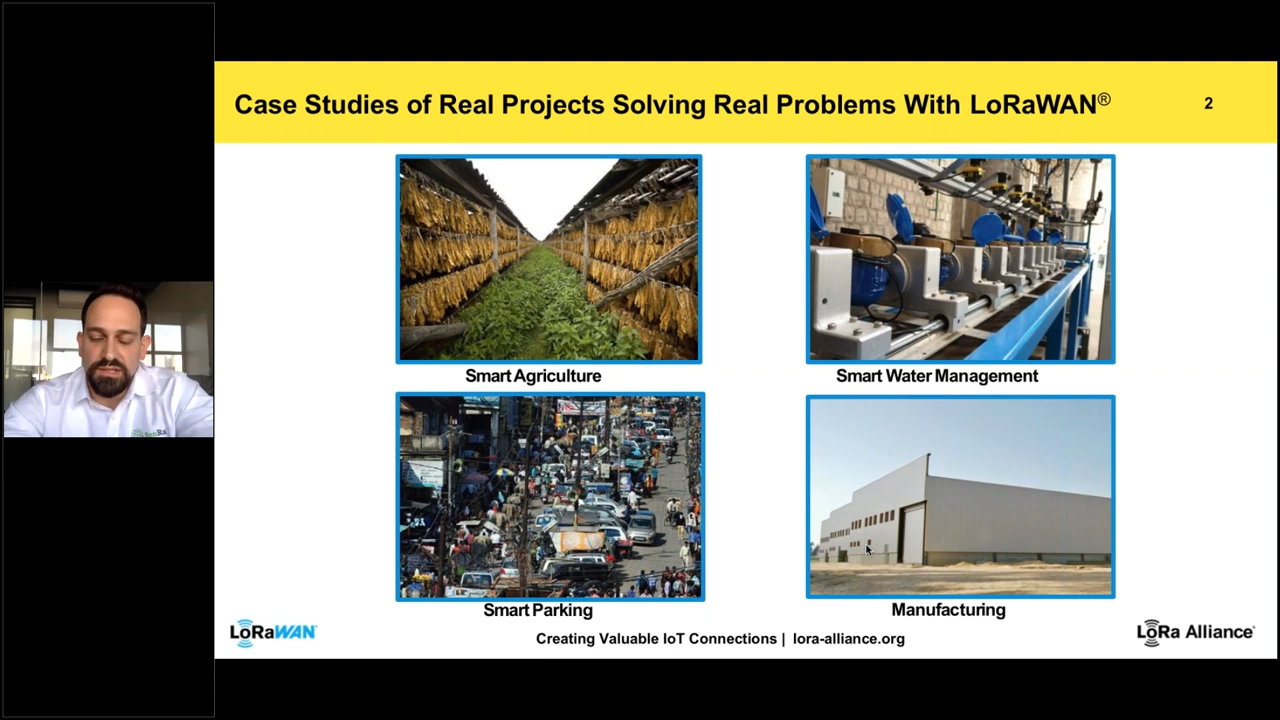 Case Studies of Real Projects Solving Real Problems With LoRaWAN®
2
Smart Agriculture
Smart Water Management
Smart Parking
Manufacturing
LoRaWAN
Creating Valuable IoT Connections | lora-alliance.org
LoRa Alliance